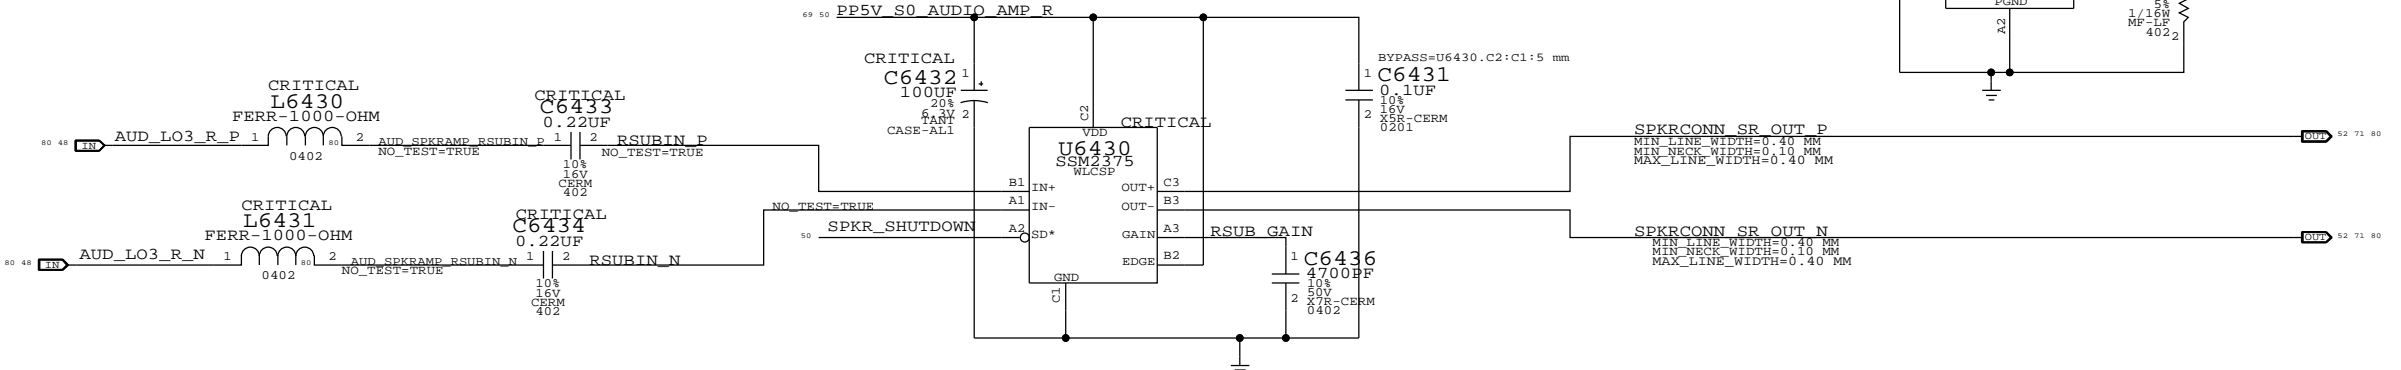 69 50 PP5V_S0_AUDIO_AMP_R
PGND
A2
5%
1/16W
MF-LF
402
2
CRITICAL
C6432
1
100UF
20%
6.3V
2
TANT
CASE-AL1
C2
BYPASS=U6430.C2:C1:5 mm
1 C6431
0.1UF
10%
16V
2 X5R-CERM
0201
CRITICAL
L6430
FERR-1000-OHM
80 48 IN AUD_LO3_R_P 1 2
80
0402
AUD_SPKRAMP_RSUBIN_P
NO_TEST=TRUE
CRITICAL
C6433
0.22UF
1 2
10%
16V
CERM
402
RSUBIN_P
NO_TEST=TRUE
CRITICAL
VDD
U6430
SSM2375
WLCSP
B1 IN+ OUT+ C3
A1 IN- OUT- B3
A2 SD* GAIN A3
EDGE B2
GND
C1
NO_TEST=TRUE
50 SPKR_SHUTDOWN
RSUB_GAIN
1 C6436
4700PF
10%
50V
2 X7R-CERM
0402
SPKRCONN_SR_OUT_P
MIN_LINE_WIDTH=0.40 MM
MIN_NECK_WIDTH=0.10 MM
MAX_LINE_WIDTH=0.40 MM
OUT 52 71 80
CRITICAL
L6431
FERR-1000-OHM
80 48 IN AUD_LO3_R_N 1 2
80
0402
AUD_SPKRAMP_RSUBIN_N
NO_TEST=TRUE
CRITICAL
C6434
0.22UF
1 2
10%
16V
CERM
402
RSUBIN_N
SPKRCONN_SR_OUT_N
MIN_LINE_WIDTH=0.40 MM
MIN_NECK_WIDTH=0.10 MM
MAX_LINE_WIDTH=0.40 MM
OUT 52 71 80